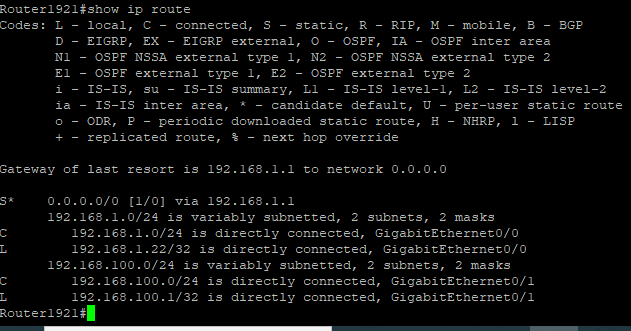 Router1921#show ip route
Codes: L - local, C - connected, S - static, R - RIP, M - mobile, B - BGP
       D - EIGRP, EX - EIGRP external, O - OSPF, IA - OSPF inter area
       N1 - OSPF NSSA external type 1, N2 - OSPF NSSA external type 2
       E1 - OSPF external type 1, E2 - OSPF external type 2
       i - IS-IS, su - IS-IS summary, L1 - IS-IS level-1, L2 - IS-IS level-2
       ia - IS-IS inter area, * - candidate default, U - per-user static route
       o - ODR, P - periodic downloaded static route, H - NHRP, l - LISP
       + - replicated route, % - next hop override
Gateway of last resort is 192.168.1.1 to network 0.0.0.0
S*    0.0.0.0/0 [1/0] via 192.168.1.1
      192.168.1.0/24 is variably subnetted, 2 subnets, 2 masks
C        192.168.1.0/24 is directly connected, GigabitEthernet0/0
L        192.168.1.22/32 is directly connected, GigabitEthernet0/0
      192.168.100.0/24 is variably subnetted, 2 subnets, 2 masks
C        192.168.100.0/24 is directly connected, GigabitEthernet0/1
L        192.168.100.1/32 is directly connected, GigabitEthernet0/1
Router1921#